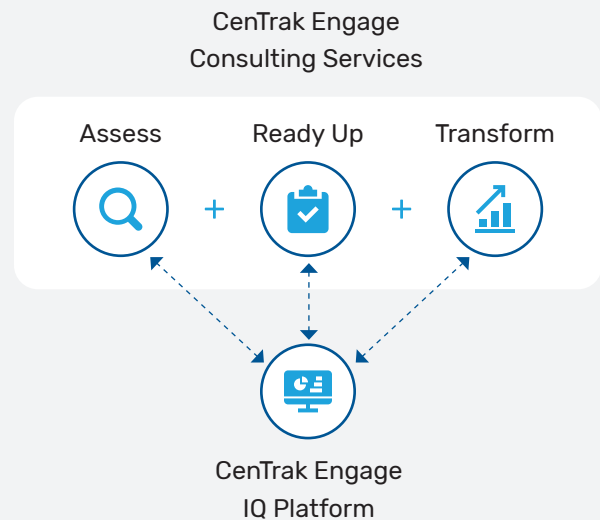 CenTrak Engage
Consulting Services
Assess
Ready Up
Transform
CenTrak Engage
IQ Platform